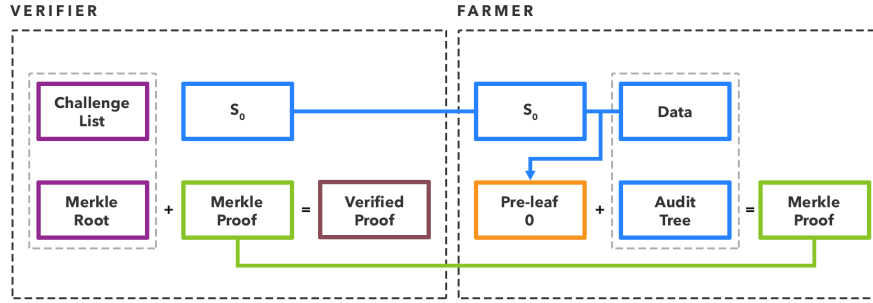 VERIFIER
FARMER
Challenge
List
S₀
S₀
Data
Merkle
Root
+
Merkle
Proof
=
Verified
Proof
Pre-leaf
0
+
Audit
Tree
=
Merkle
Proof